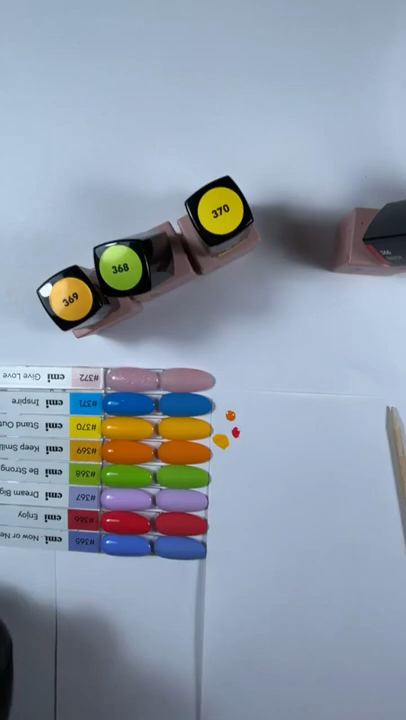 370
368
369
366
Give Love emi #372
Inspire emi #371
Stand Out emi #370
Keep Smili emi #369
Be Strong emi #368
Dream Big emi #367
Enjoy emi #366
Now or Ne emi #365